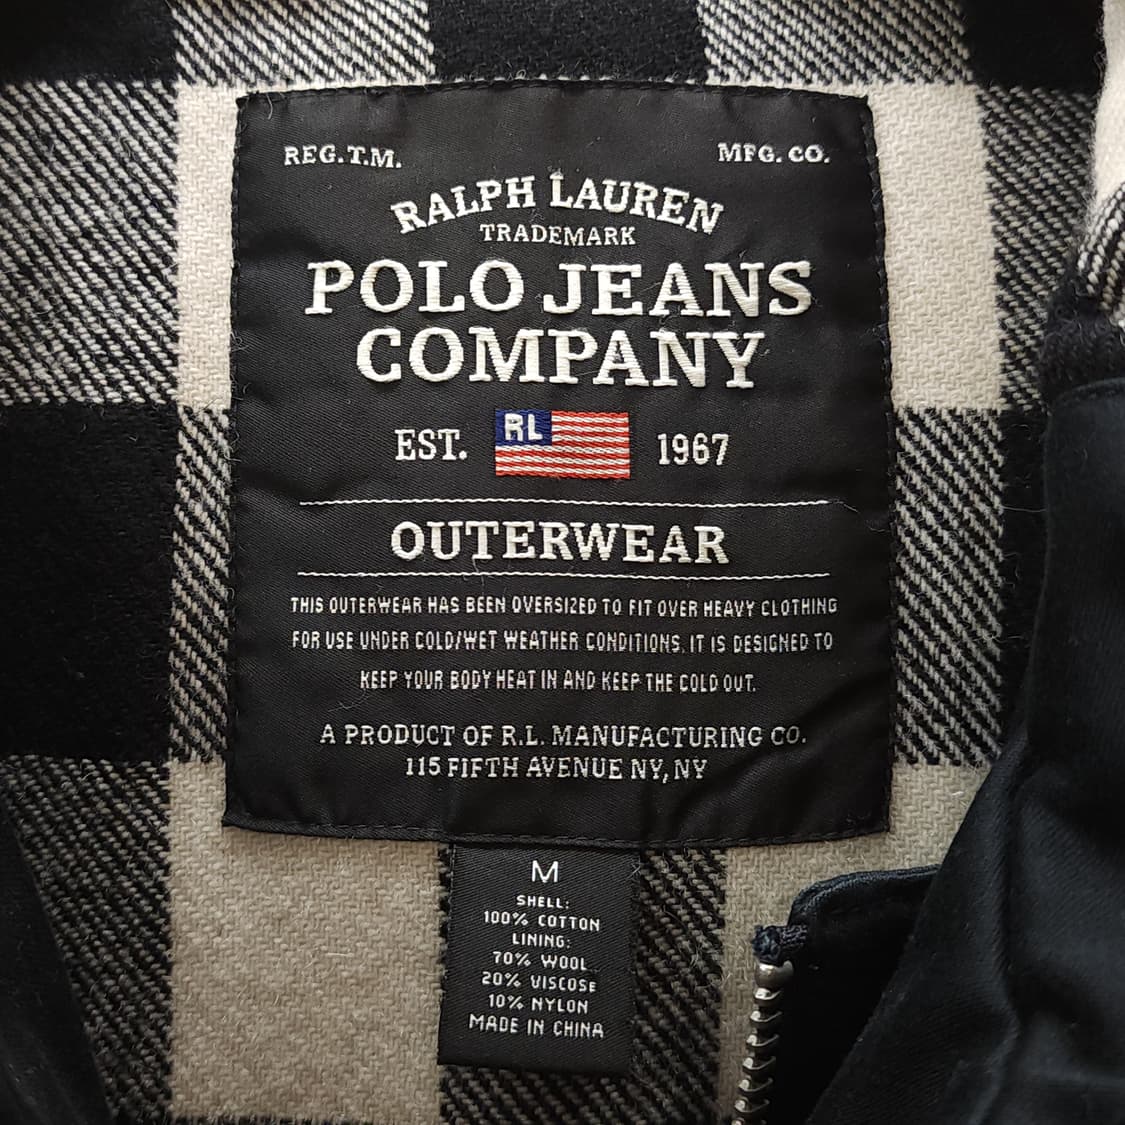 REG.T.M.
MFG. CO.
RALPH LAUREN
TRADEMARK
POLO JEANS
COMPANY
EST.
RL
1967
OUTERWEAR
THIS OUTERWEAR HAS BEEN OVERSIZED TO FIT OVER HEAVY CLOTHING
FOR USE UNDER COLD/WET WEATHER CONDITIONS. IT IS DESIGNED TO
KEEP YOUR BODY HEAT IN AND KEEP THE COLD OUT.
A PRODUCT OF R.L. MANUFACTURING CO.
115 FIFTH AVENUE NY, NY
M
SHELL:
100% COTTON
LINING:
70% WOOL
20% VISCOSE
10% NYLON
MADE IN CHINA